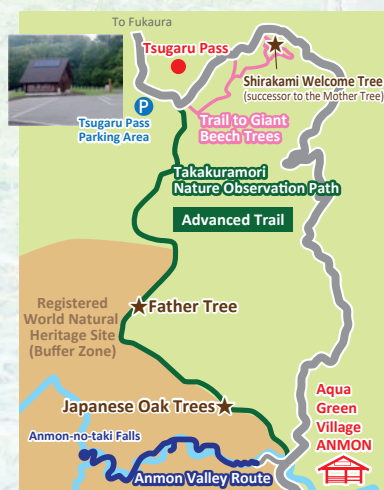 To Fukaura
Tsugaru Pass
Shirakami Welcome Tree
(successor to the Mother Tree)
P
Tsugaru Pass
Parking Area
Trail to Giant
Beech Trees
Takakuramori
Nature Observation Path
Advanced Trail
Registered
World Natural
Heritage Site
(Buffer Zone)
Father Tree
Japanese Oak Trees
Aqua
Green
Village
ANMON
Anmon-no-taki Falls
Anmon Valley Route